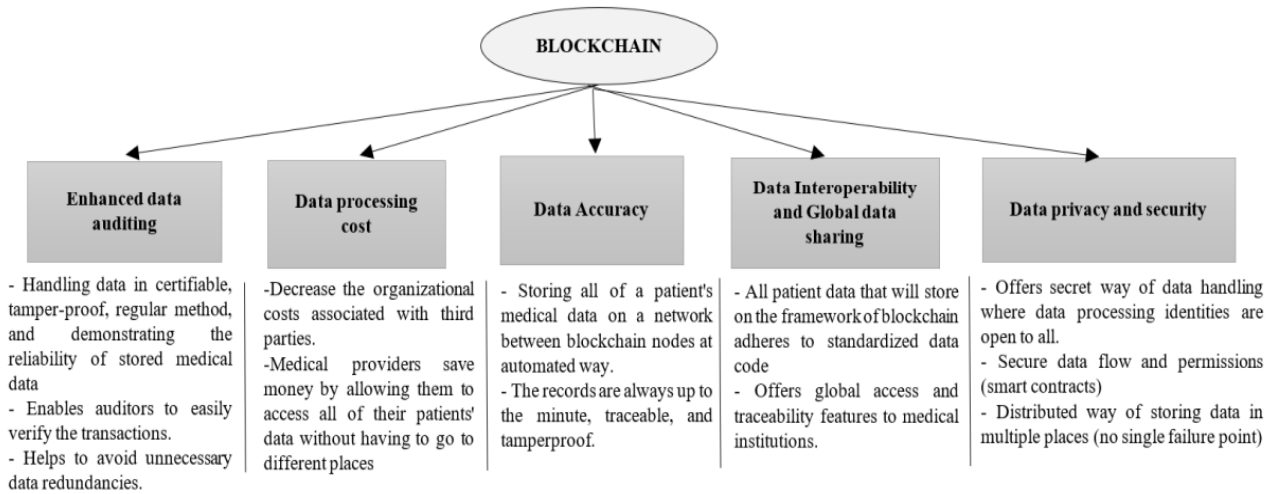 BLOCKCHAIN
Enhanced data
auditing
Data processing
cost
Data Accuracy
Data Interoperability
and Global data
sharing
Data privacy and security
- Handling data in certifiable,
tamper-proof, regular method,
and demonstrating the
reliability of stored medical
data
- Enables auditors to easily
verify the transactions.
- Helps to avoid unnecessary
data redundancies.
-Decrease the organizational
costs associated with third
parties.
-Medical providers save
money by allowing them to
access all of their patients'
data without having to go to
different places
- Storing all of a patient's
medical data on a network
between blockchain nodes at
automated way.
- The records are always up to
the minute, traceable, and
tamperproof.
- All patient data that will store
on the framework of blockchain
adheres to standardized data
code
- Offers global access and
traceability features to medical
institutions.
- Offers secret way of data handling
where data processing identities are
open to all.
- Secure data flow and permissions
(smart contracts)
- Distributed way of storing data in
multiple places (no single failure point)